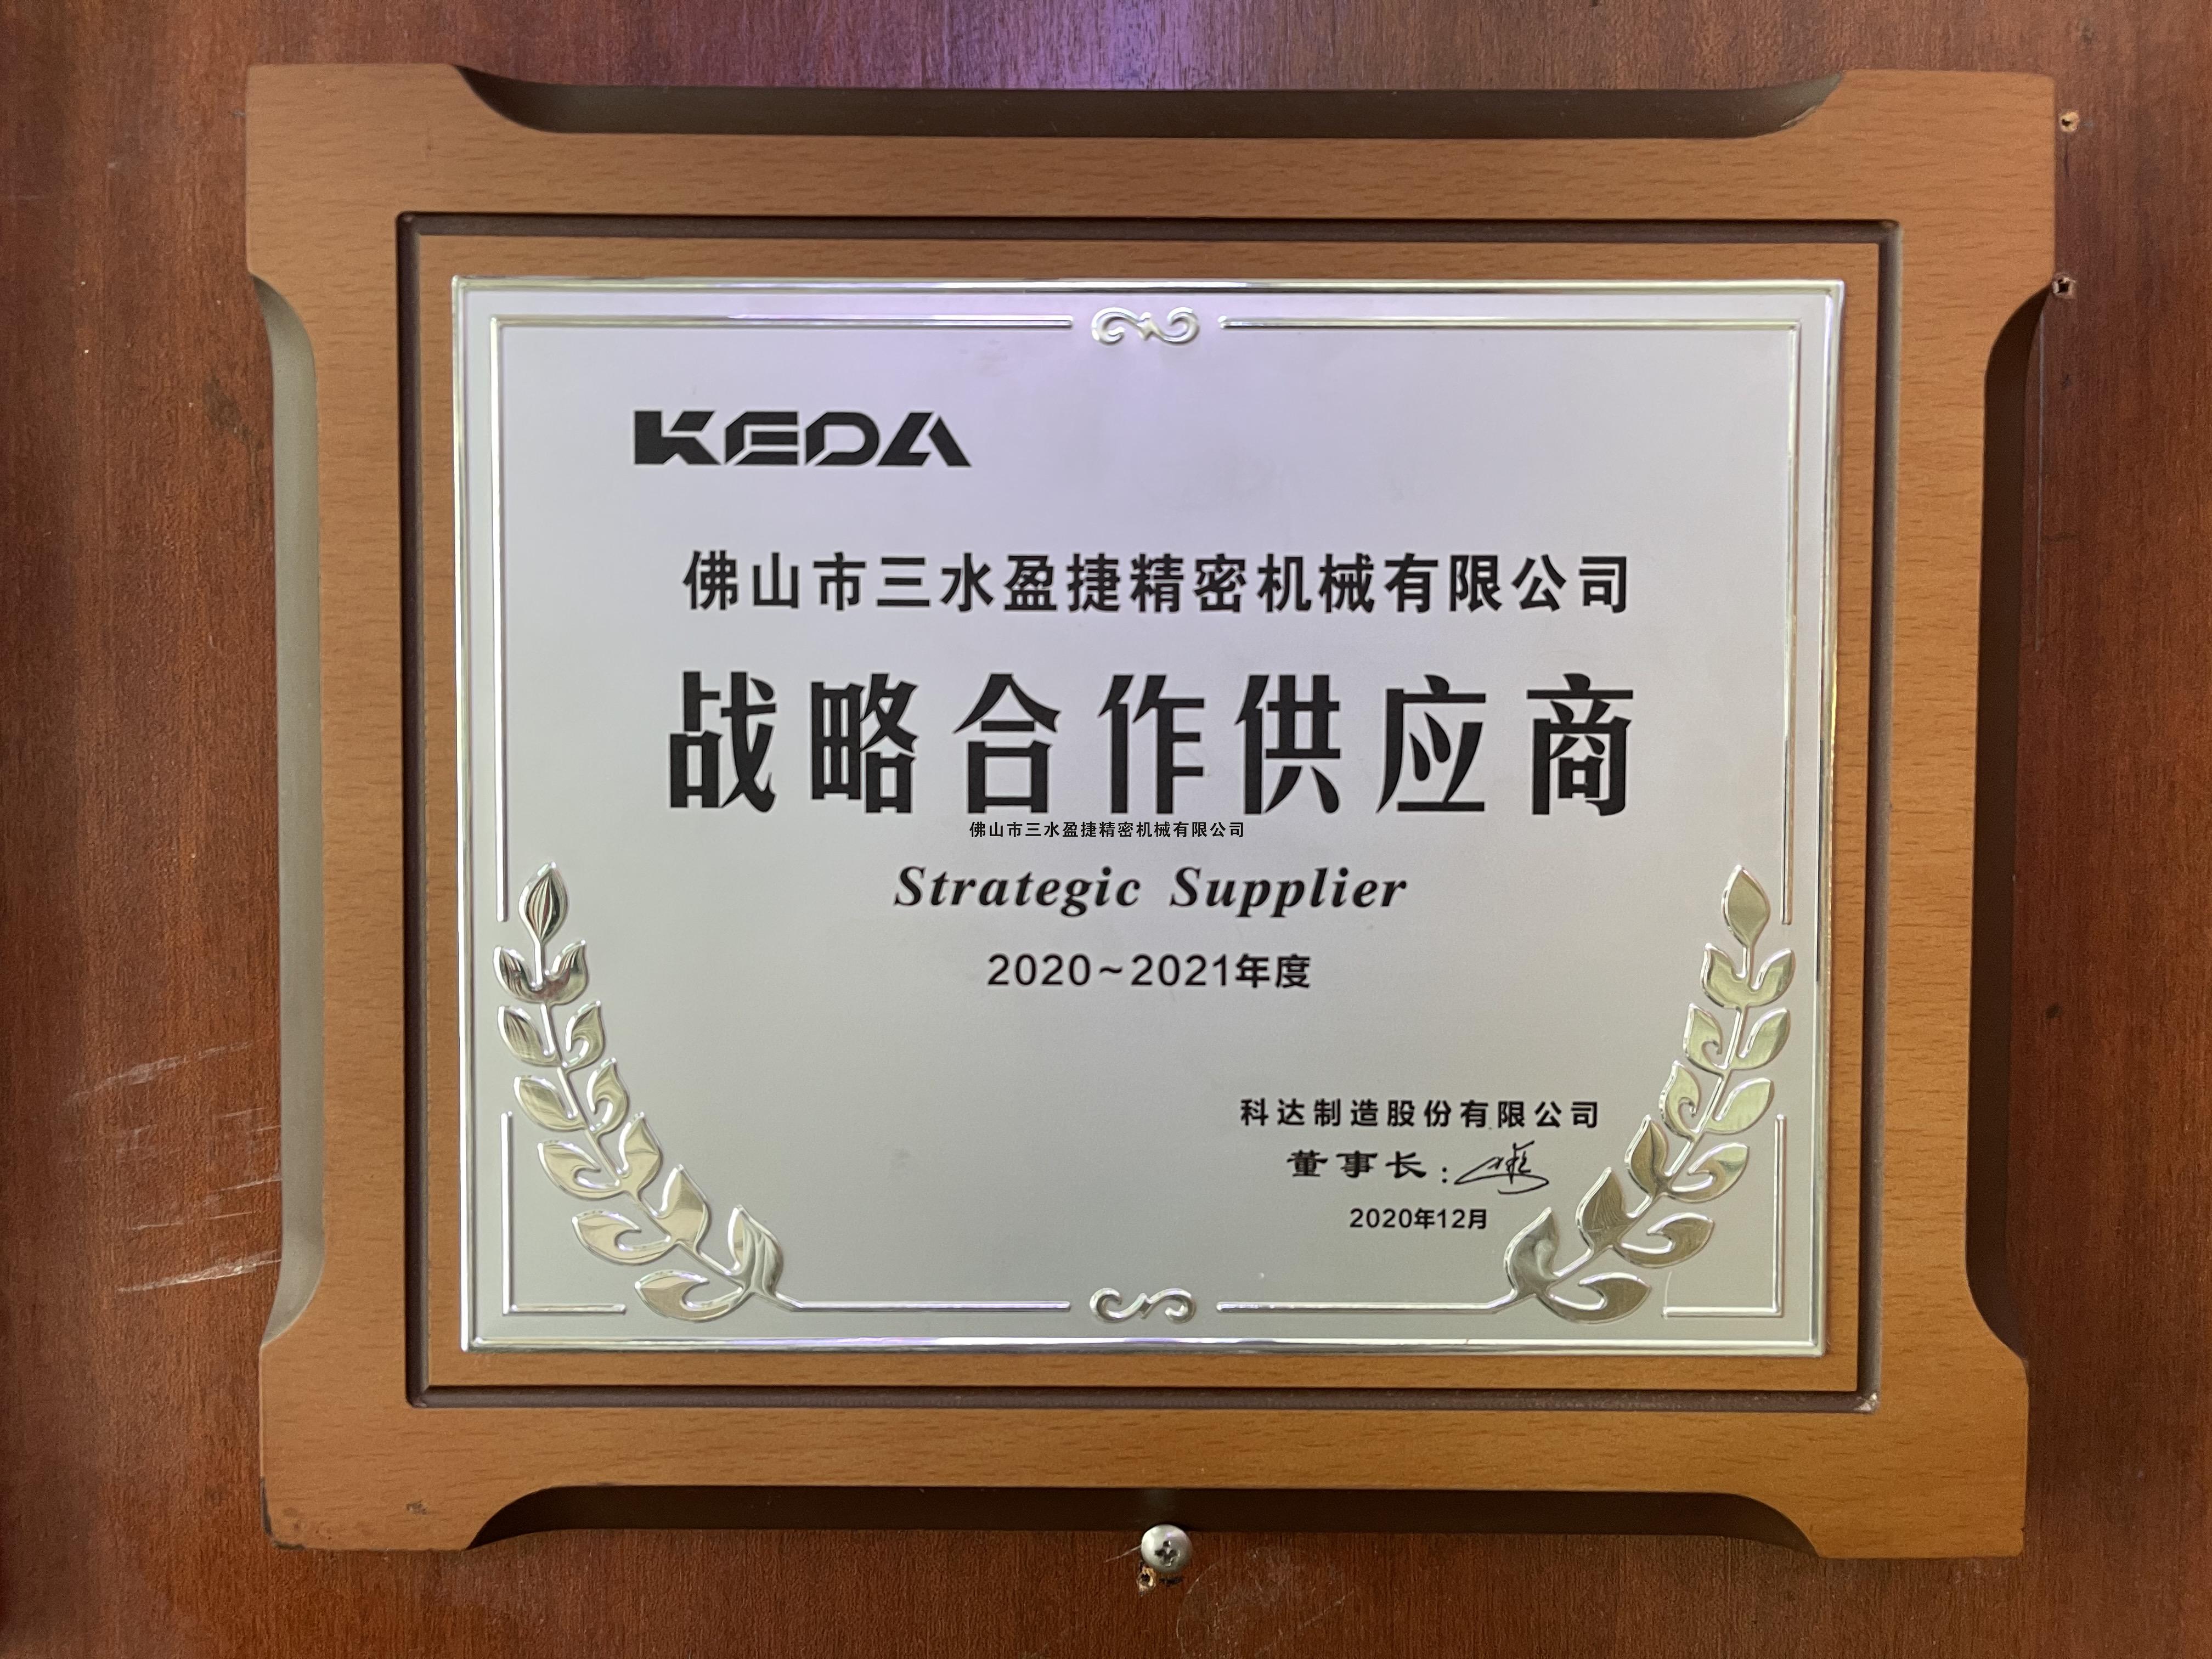 KEDA
佛山市三水盈捷精密机械有限公司
战略合作供应商
佛山市三水盈捷精密机械有限公司
Strategic Supplier
2020~2021年度
科达制造股份有限公司
董事长:
2020年12月